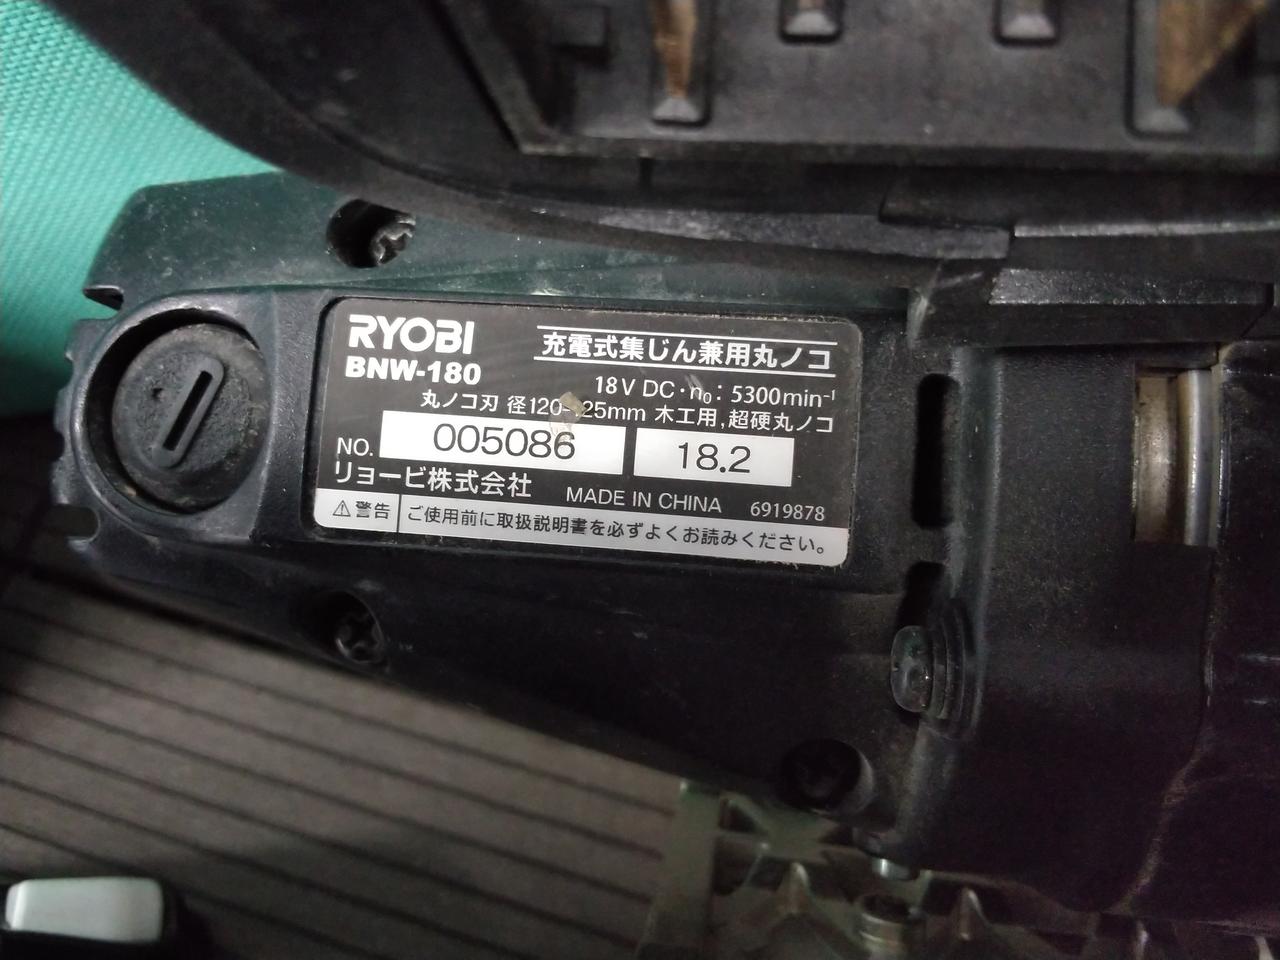 RYOBI
BNW-180
充電式集じん兼用丸ノコ
18V DC・n₀: 5300min⁻¹
丸ノコ刃 径120-125mm 木工用,超硬丸ノコ
NO. 005086 18.2
リョービ株式会社 MADE IN CHINA 6919878
⚠警告 ご使用前に取扱説明書を必ずよくお読みください。